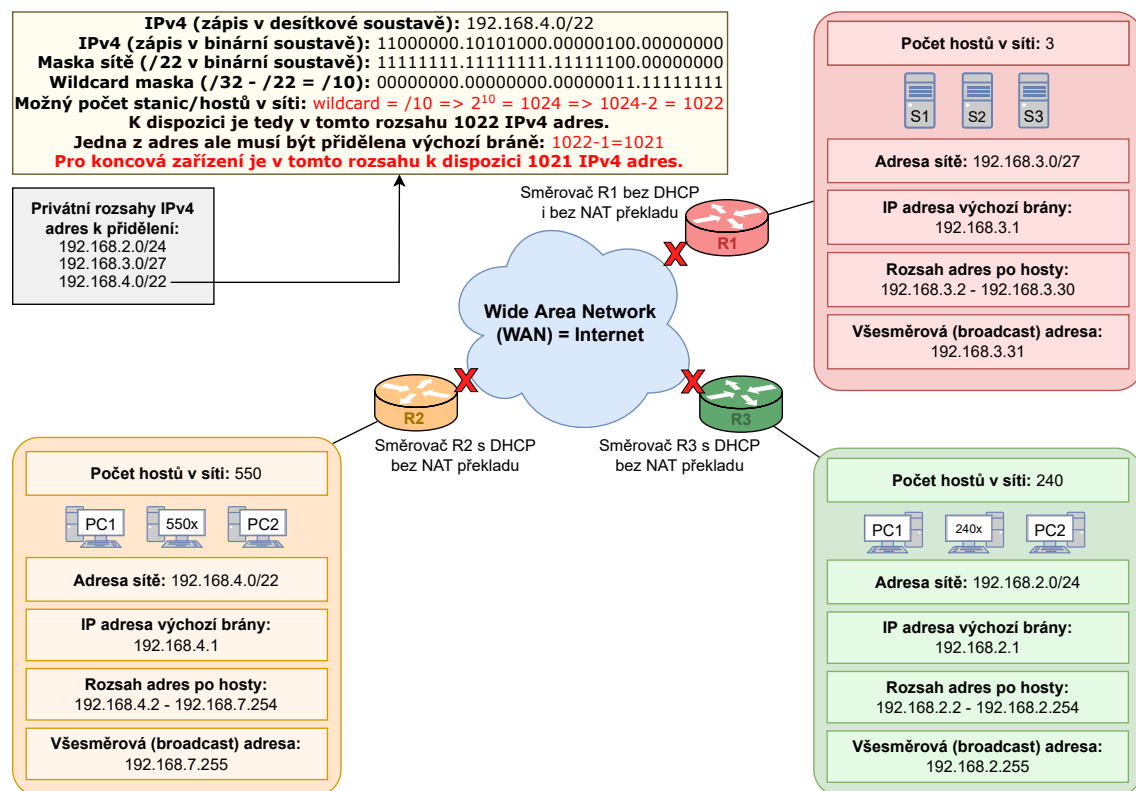 IPv4 (zápis v desítkové soustavě): 192.168.4.0/22
IPv4 (zápis v binární soustavě): 11000000.10101000.00000100.00000000
Maska sítě (/22 v binární soustavě): 11111111.11111111.11111100.00000000
Wildcard maska (/32 - /22 = /10): 00000000.00000000.00000011.11111111
Možný počet stanic/hostů v síti: wildcard = /10 => 2¹⁰ = 1024 => 1024-2 = 1022
K dispozici je tedy v tomto rozsahu 1022 IPv4 adres.
Jedna z adres ale musí být přidělena výchozí bráně: 1022-1=1021
Pro koncová zařízení je v tomto rozsahu k dispozici 1021 IPv4 adres.
Privátní rozsahy IPv4
adres k přidělení:
192.168.2.0/24
192.168.3.0/27
192.168.4.0/22
Směrovač R1 bez DHCP
i bez NAT překladu
R1
Počet hostů v síti: 3
S1
S2
S3
Adresa sítě: 192.168.3.0/27
IP adresa výchozí brány:
192.168.3.1
Rozsah adres po hosty:
192.168.3.2 - 192.168.3.30
Všesměrová (broadcast) adresa:
192.168.3.31
Wide Area Network
(WAN) = Internet
R2
Směrovač R2 s DHCP
bez NAT překladu
R3
Směrovač R3 s DHCP
bez NAT překladu
Počet hostů v síti: 550
PC1
550x
PC2
Adresa sítě: 192.168.4.0/22
IP adresa výchozí brány:
192.168.4.1
Rozsah adres po hosty:
192.168.4.2 - 192.168.7.254
Všesměrová (broadcast) adresa:
192.168.7.255
Počet hostů v síti: 240
PC1
240x
PC2
Adresa sítě: 192.168.2.0/24
IP adresa výchozí brány:
192.168.2.1
Rozsah adres po hosty:
192.168.2.2 - 192.168.2.254
Všesměrová (broadcast) adresa:
192.168.2.255